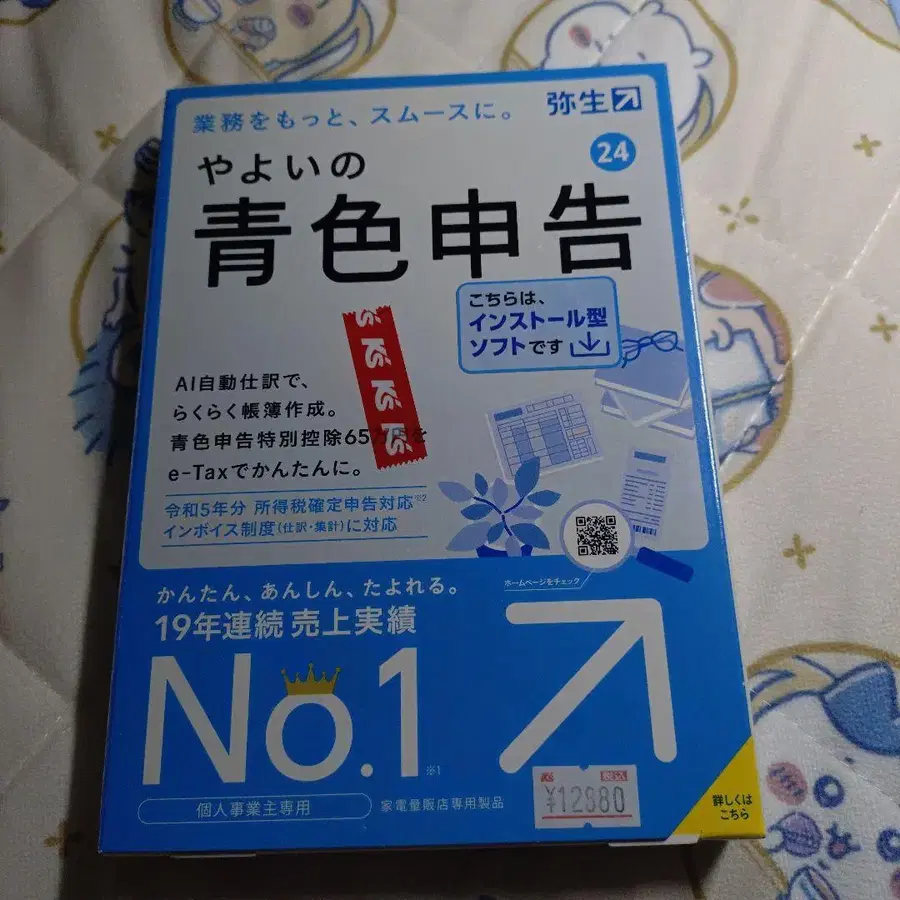 業務をもっと、スムースに。
弥生
やよいの
24
青色申告
こちらは、
インストール型
ソフトです
AI自動仕訳で、
らくらく帳簿作成。
青色申告特別控除65万円を
e-Taxでかんたんに。
K's K's K's
令和5年分 所得税確定申告対応※2
インボイス制度(仕訳・集計)に対応
ホームページをチェック
かんたん、あんしん、たよれる。
19年連続 売上実績
No.1
※1
個人事業主専用
家電量販店専用製品
税込
¥12980
詳しくは
こちら